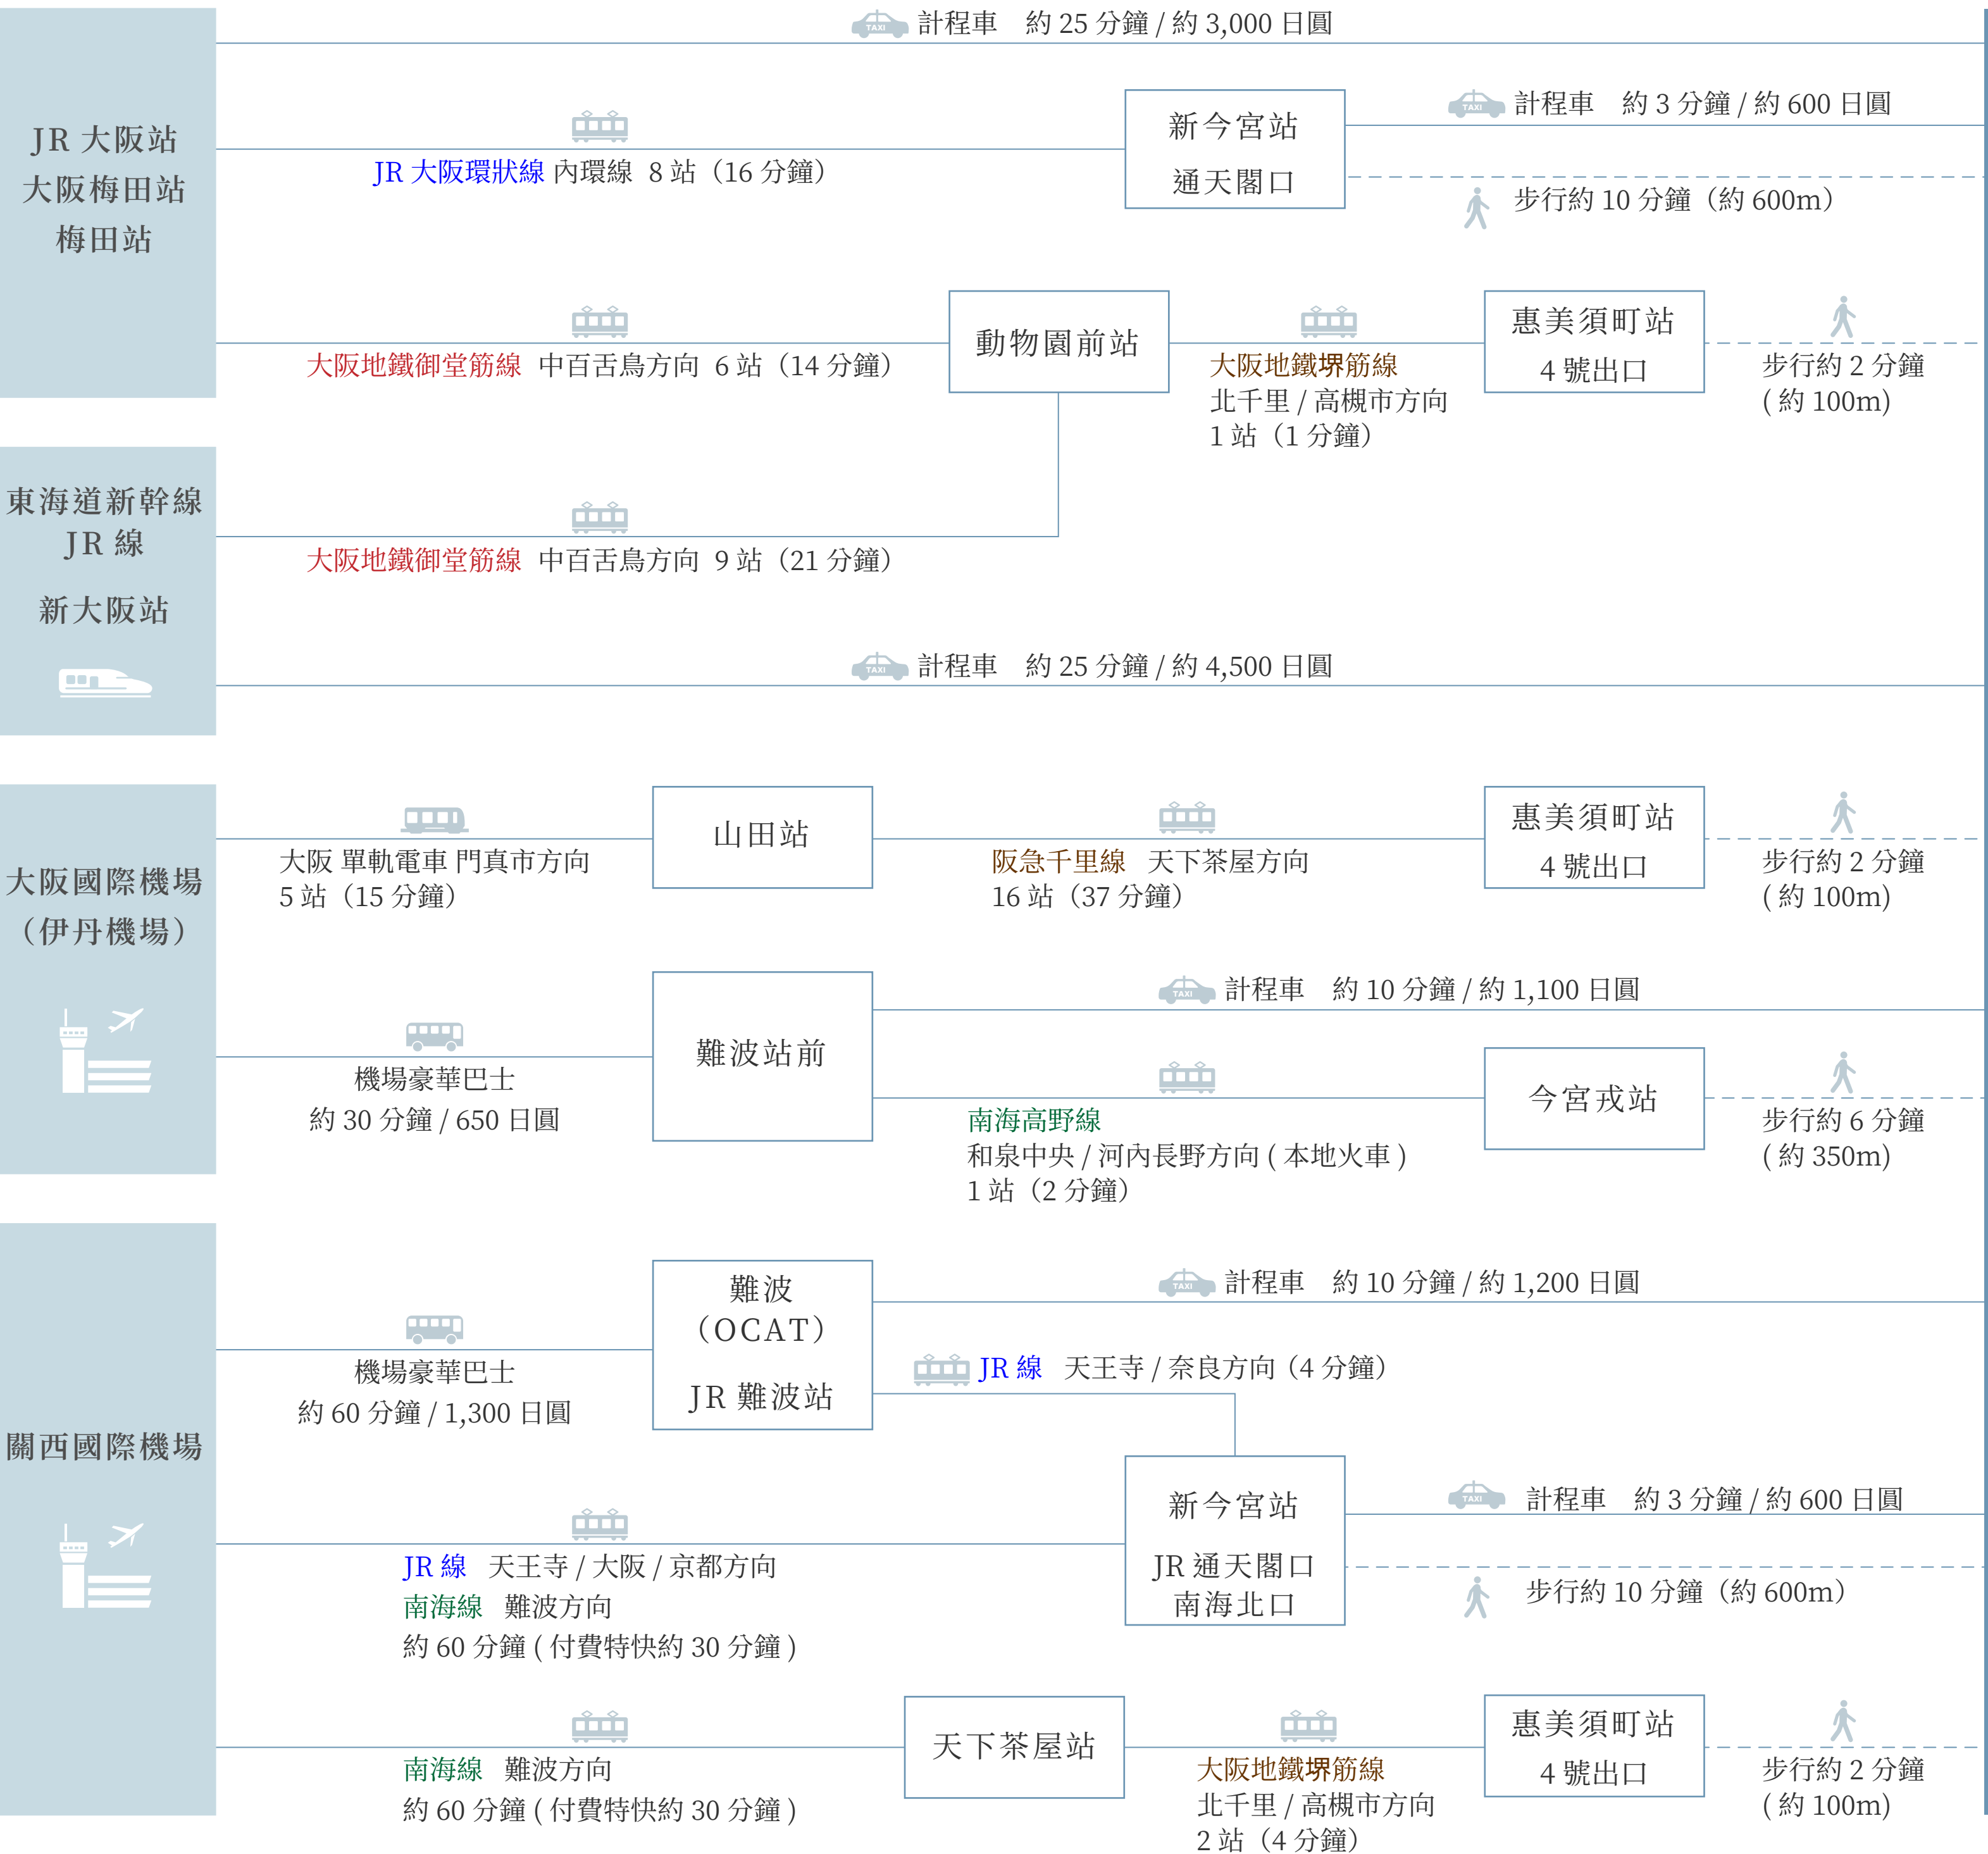 計程車 約 25 分鐘 / 約 3,000 日圓
JR 大阪站
大阪梅田站
梅田站
JR 大阪環狀線 內環線 8 站（16 分鐘）
新今宮站
通天閣口
計程車 約 3 分鐘 / 約 600 日圓
步行約 10 分鐘（約 600m）
大阪地鐵御堂筋線 中百舌鳥方向 6 站（14 分鐘）
動物園前站
大阪地鐵堺筋線
北千里 / 高槻市方向
1 站（1 分鐘）
惠美須町站
4 號出口
步行約 2 分鐘
( 約 100m)
東海道新幹線
JR 線
新大阪站
大阪地鐵御堂筋線 中百舌鳥方向 9 站（21 分鐘）
計程車 約 25 分鐘 / 約 4,500 日圓
大阪國際機場
（伊丹機場）
大阪 單軌電車 門真市方向
5 站（15 分鐘）
山田站
阪急千里線 天下茶屋方向
16 站（37 分鐘）
惠美須町站
4 號出口
步行約 2 分鐘
( 約 100m)
機場豪華巴士
約 30 分鐘 / 650 日圓
難波站前
計程車 約 10 分鐘 / 約 1,100 日圓
南海高野線
和泉中央 / 河內長野方向 ( 本地火車 )
1 站（2 分鐘）
今宮戎站
步行約 6 分鐘
( 約 350m)
關西國際機場
機場豪華巴士
約 60 分鐘 / 1,300 日圓
難波
（OCAT）
JR 難波站
計程車 約 10 分鐘 / 約 1,200 日圓
JR 線 天王寺 / 奈良方向（4 分鐘）
JR 線 天王寺 / 大阪 / 京都方向
南海線 難波方向
約 60 分鐘 ( 付費特快約 30 分鐘 )
新今宮站
JR 通天閣口
南海北口
計程車 約 3 分鐘 / 約 600 日圓
步行約 10 分鐘（約 600m）
南海線 難波方向
約 60 分鐘 ( 付費特快約 30 分鐘 )
天下茶屋站
大阪地鐵堺筋線
北千里 / 高槻市方向
2 站（4 分鐘）
惠美須町站
4 號出口
步行約 2 分鐘
( 約 100m)
TAXI
TAXI
TAXI
TAXI
TAXI
TAXI